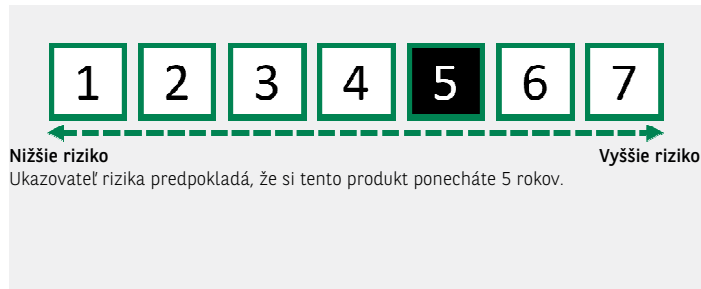 1 2 3 4 5 6 7
Nižšie riziko Vyššie riziko
Ukazovateľ rizika predpokladá, že si tento produkt ponecháte 5 rokov.